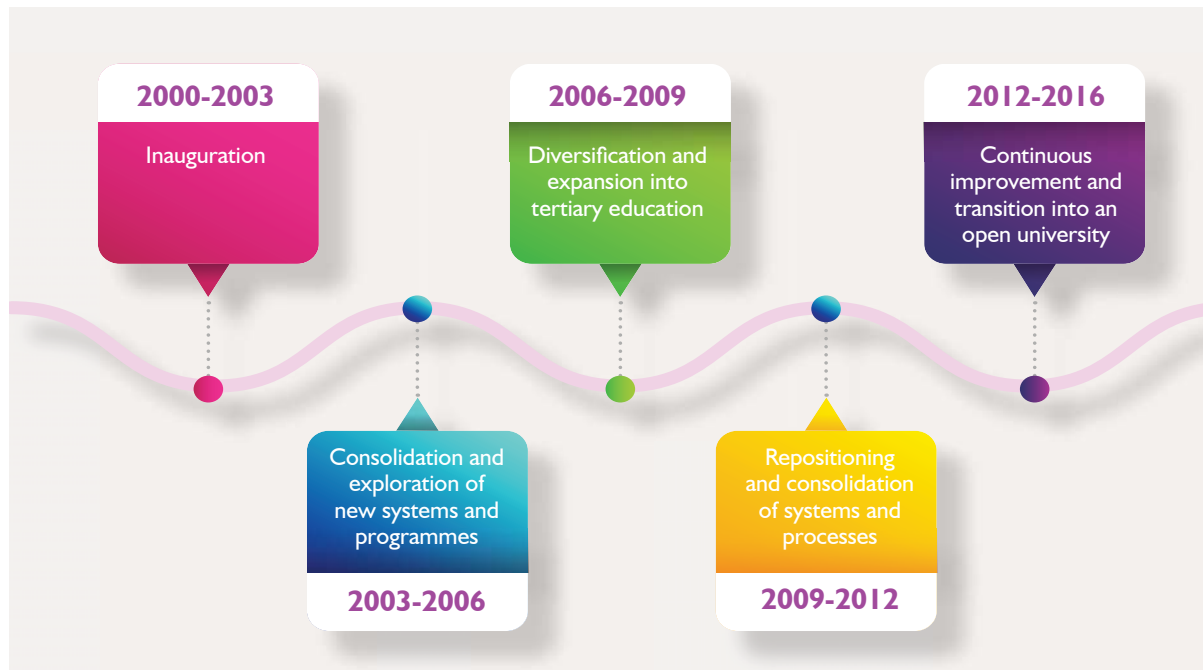 2000-2003
Inauguration
Consolidation and
exploration of
new systems and
programmes
2003-2006
2006-2009
Diversification and
expansion into
tertiary education
Repositioning
and consolidation
of systems and
processes
2009-2012
2012-2016
Continuous
improvement and
transition into an
open university